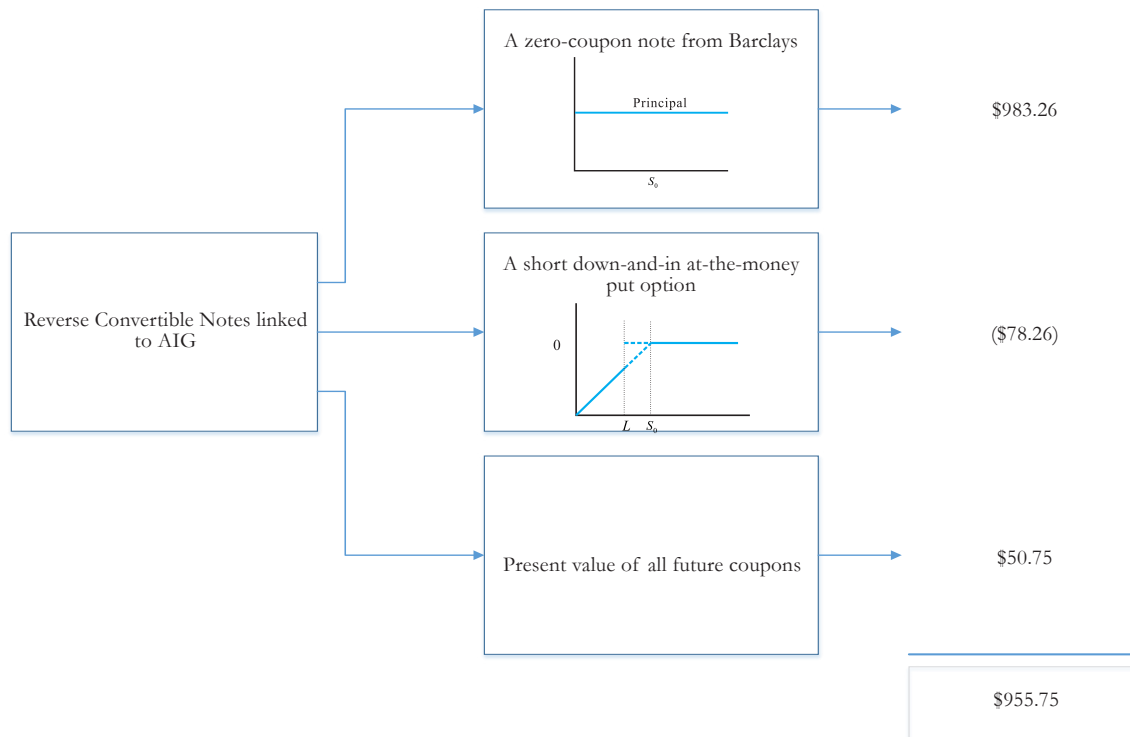 A zero-coupon note from Barclays
Principal
S₀
$983.26
Reverse Convertible Notes linked
to AIG
A short down-and-in at-the-money
put option
0
L S₀
($78.26)
Present value of all future coupons
$50.75
$955.75